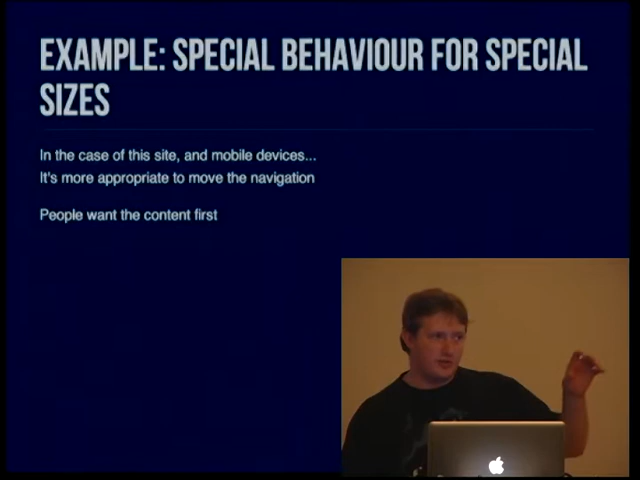 EXAMPLE: SPECIAL BEHAVIOUR FOR SPECIAL
SIZES
In the case of this site, and mobile devices...
It's more appropriate to move the navigation
People want the content first